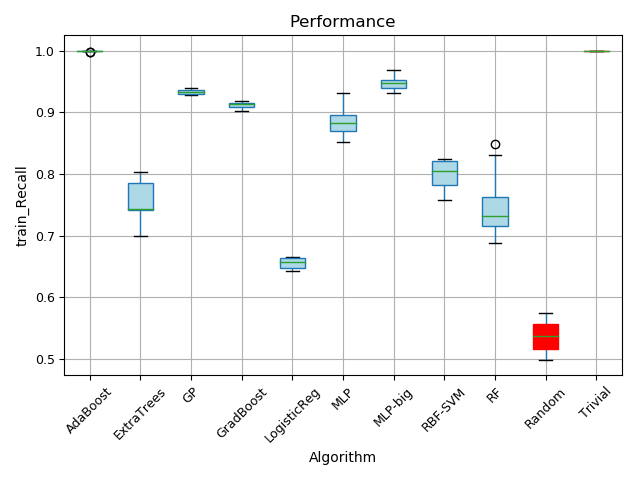 Performance
train_Recall
1.0
0.9
0.8
0.7
0.6
0.5
AdaBoost
ExtraTrees
GP
GradBoost
LogisticReg
MLP
MLP-big
RBF-SVM
RF
Random
Trivial
Algorithm